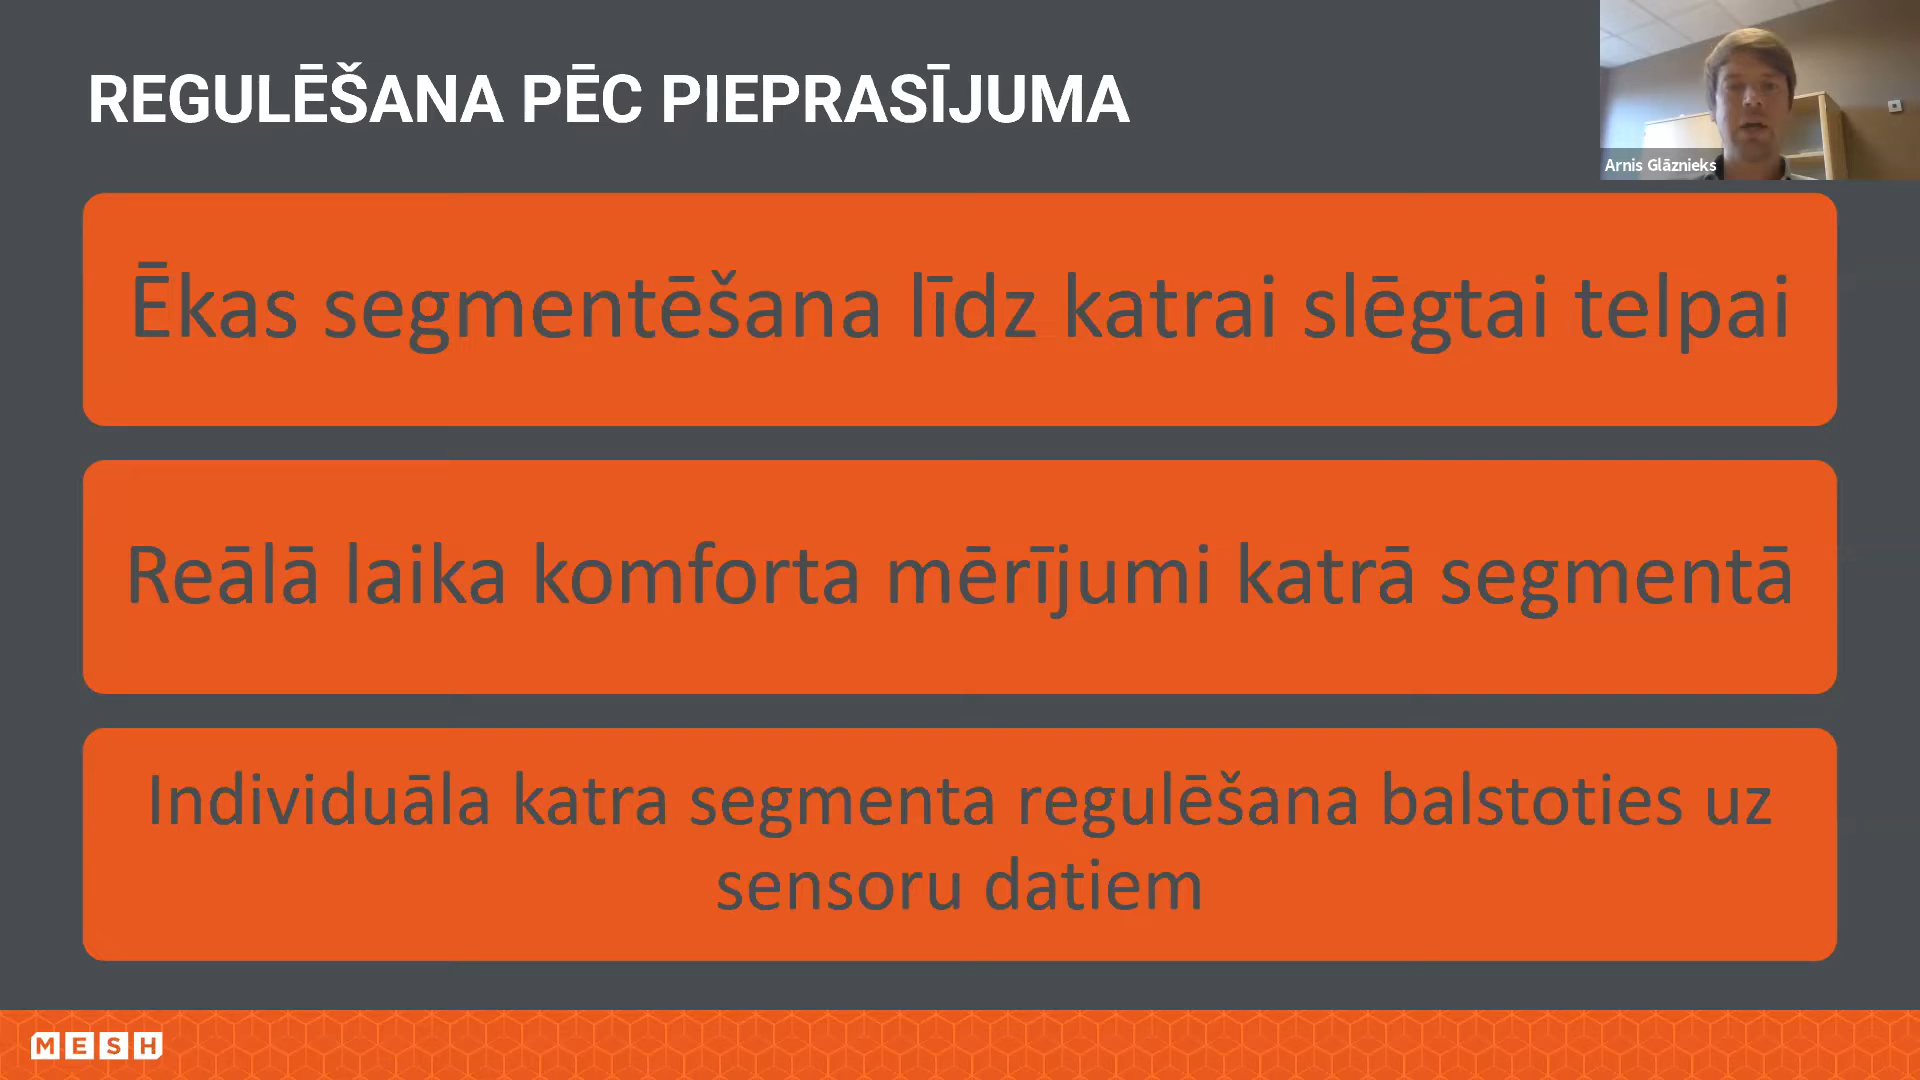 REGULĒŠANA PĒC PIEPRASĪJUMA
Arnis Glāznieks
Ēkas segmentēšana līdz katrai slēgtai telpai
Reālā laika komforta mērījumi katrā segmentā
Individuāla katra segmenta regulēšana balstoties uz
sensoru datiem
MESH